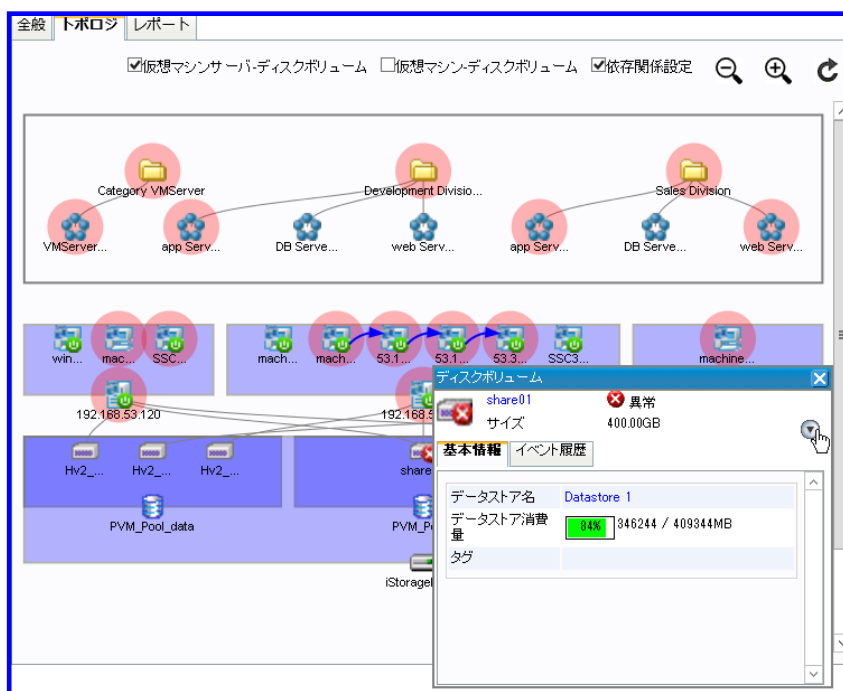 全般 トポロジ レポート
仮想マシンサーバ-ディスクボリューム 仮想マシン-ディスクボリューム 依存関係設定
Category VMServer Development Divisio... Sales Division
VMServer... app Serv... DB Serve... web Serv... app Serv... DB Serve... web Serv...
win... mac... SSC... mach... mach... 53.1... 53.1... 53.3... SSC3... machine...
192.168.53.120 192.168.5
Hv2_... Hv2_... Hv2_... share
PVM_Pool_data PVM_P
iStorage
ディスクボリューム
share01 異常
サイズ 400.00GB
基本情報 イベント履歴
データストア名 Datastore 1
データストア消費
量 84% 346244 / 409344MB
タグ